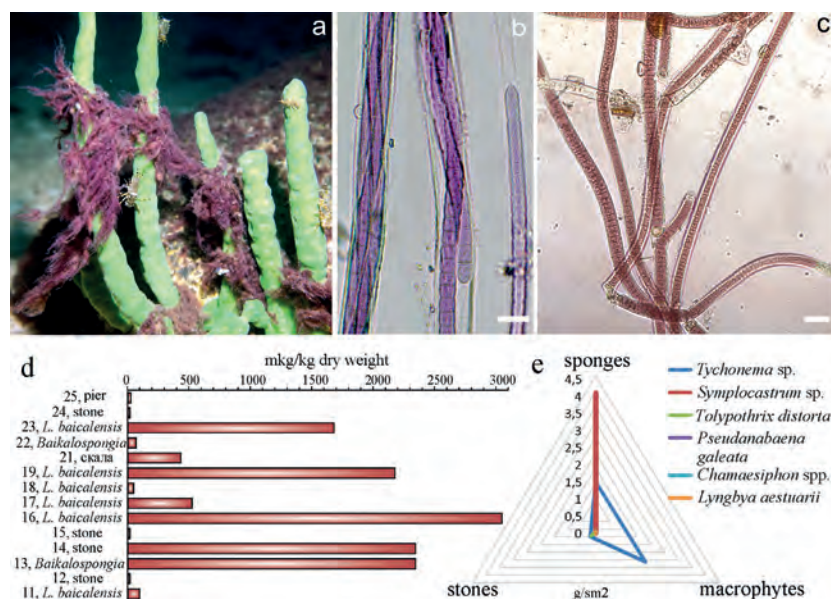 a
b
c
d
mkg/kg dry weight
0 500 1000 1500 2000 2500 3000
25, pier
24, stone
23, L. baicalensis
22, Baikalospongia
21, скала
19, L. baicalensis
18, L. baicalensis
17, L. baicalensis
16, L. baicalensis
15, stone
14, stone
13, Baikalospongia
12, stone
11, L. baicalensis
e
sponges
4,5
4
3,5
3
2,5
2
1,5
1
0,5
0
stones
g/sm2
macrophytes
Tychonema sp.
Symplocastrum sp.
Tolypothrix distorta
Pseudanabaena
galeata
Chamaesiphon spp.
Lyngbya aestuarii